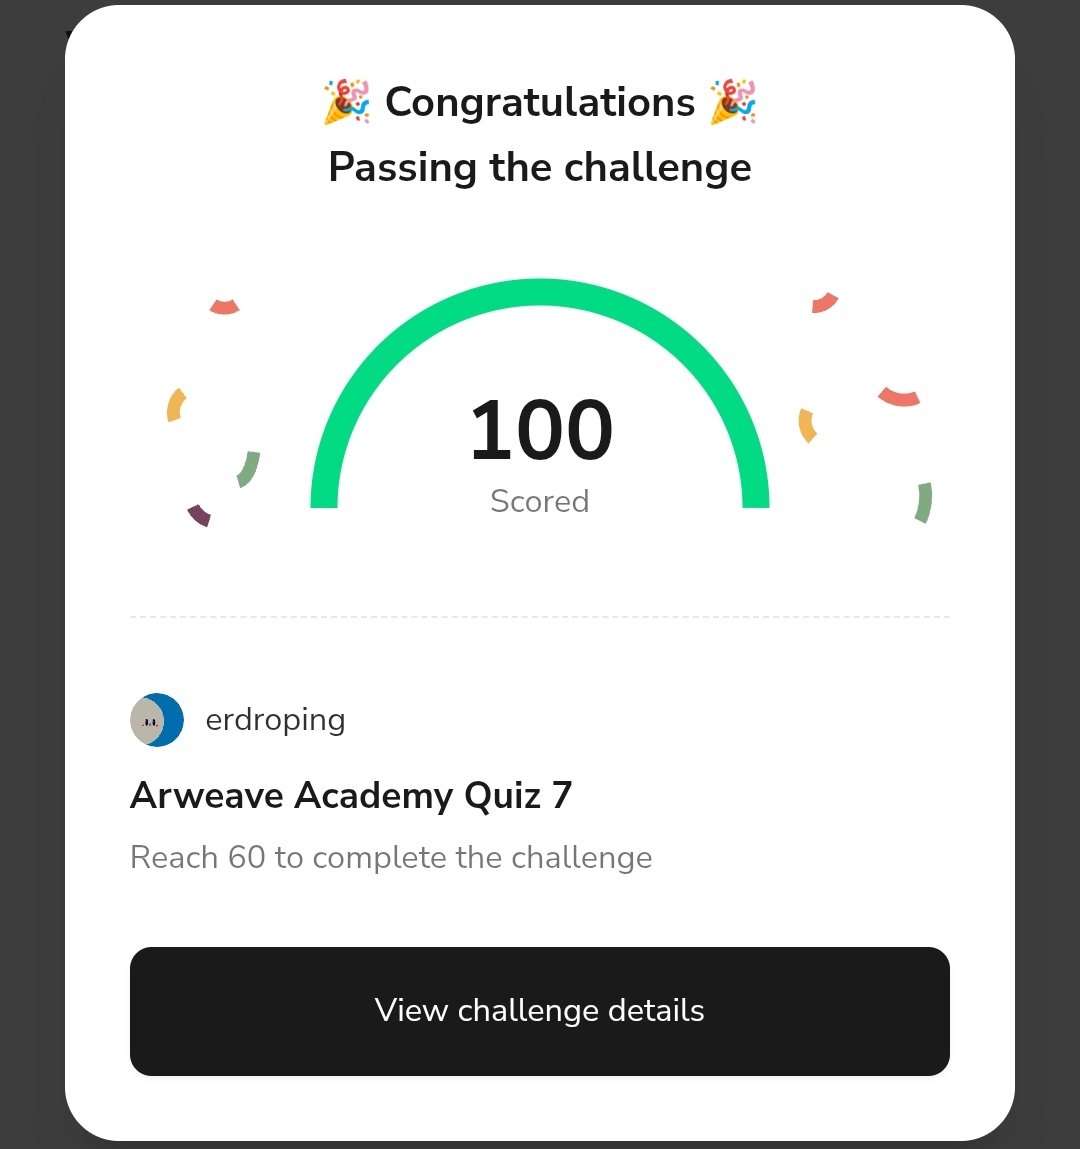 🎉 Congratulations 🎉
Passing the challenge
100
Scored
erdroping
Arweave Academy Quiz 7
Reach 60 to complete the challenge
View challenge details